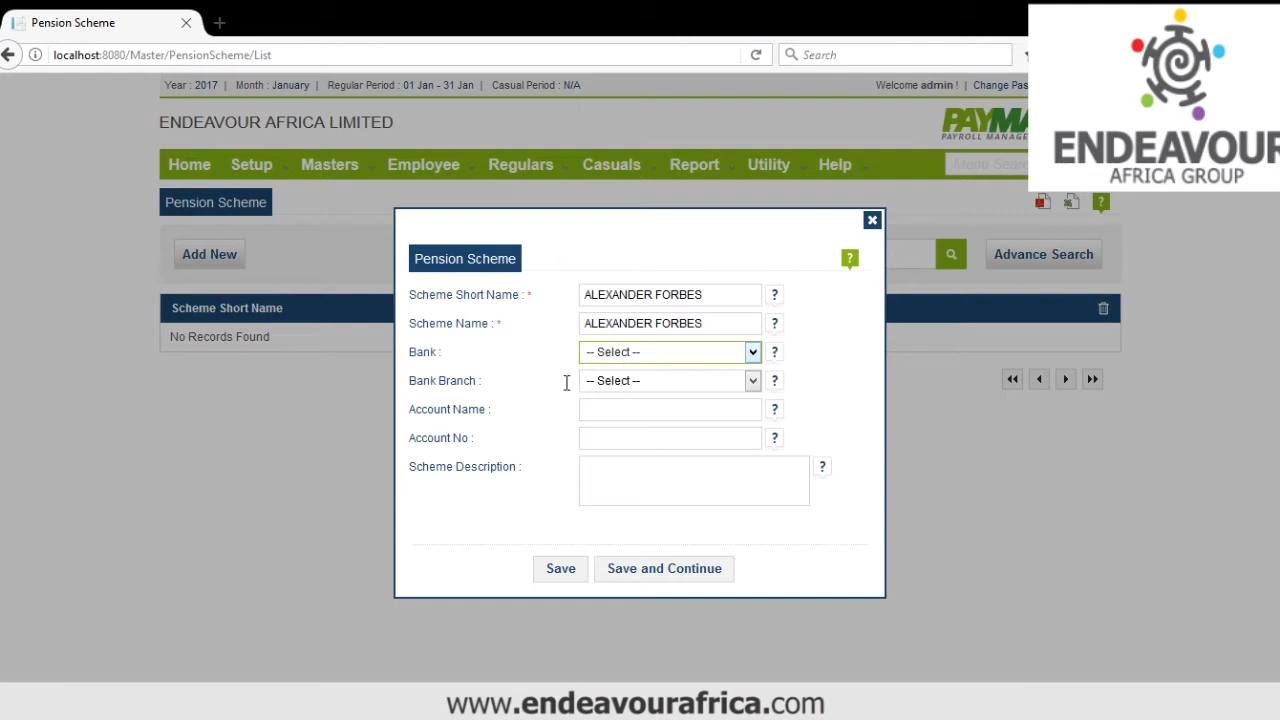 Pension Scheme
localhost:8080/Master/PensionScheme/List
Search
Year : 2017 | Month : January | Regular Period : 01 Jan - 31 Jan | Casual Period : N/A
Welcome admin ! | Change Pas
ENDEAVOUR AFRICA LIMITED
PAYMA
PAYROLL MANAGE
ENDEAVOUR
AFRICA GROUP
Home Setup Masters Employee Regulars Casuals Report Utility Help
Menu Searc
Pension Scheme
?
Add New
Advance Search
Scheme Short Name
No Records Found
Pension Scheme
?
Scheme Short Name : * ALEXANDER FORBES ?
Scheme Name : * ALEXANDER FORBES ?
Bank : -- Select -- ?
Bank Branch : -- Select -- ?
Account Name : ?
Account No : ?
Scheme Description : ?
Save Save and Continue
www.endeavourafrica.com